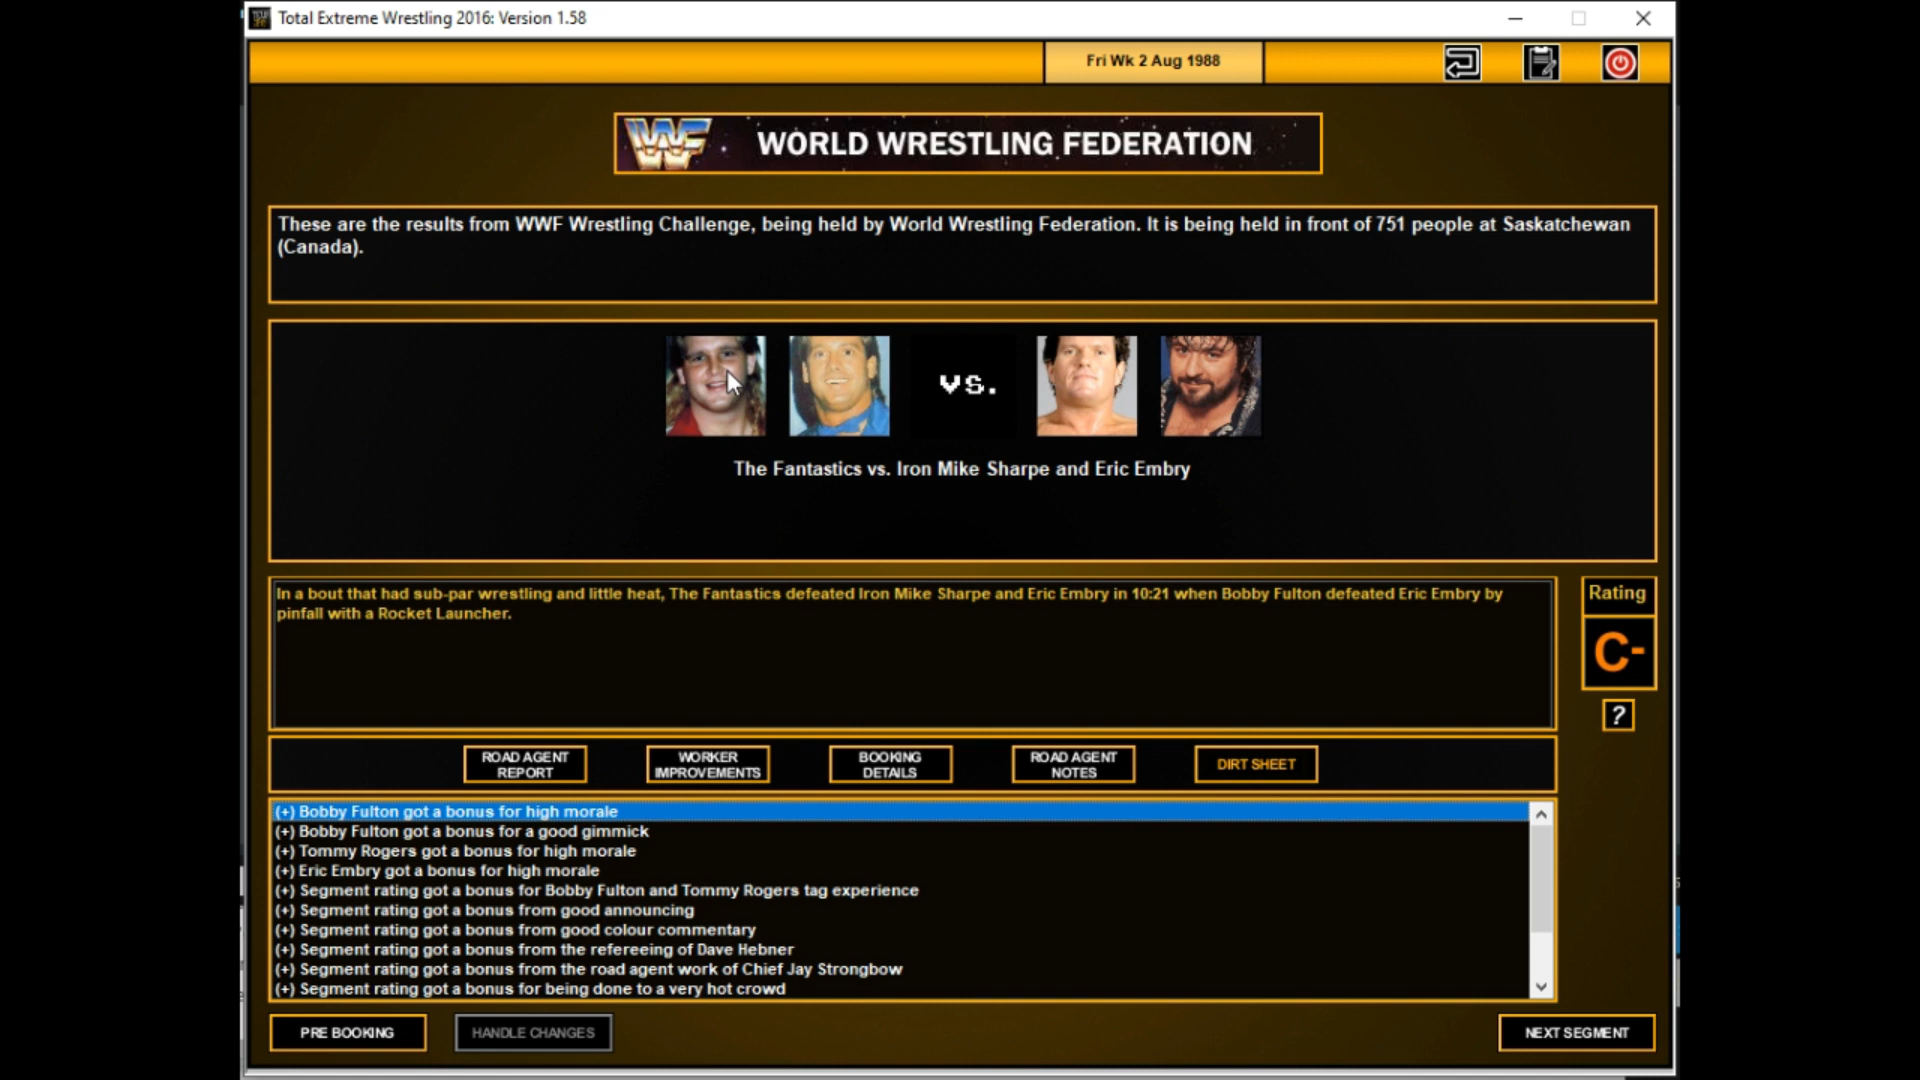 Total Extreme Wrestling 2016: Version 1.58
Fri Wk 2 Aug 1988
WWF WORLD WRESTLING FEDERATION
These are the results from WWF Wrestling Challenge, being held by World Wrestling Federation. It is being held in front of 751 people at Saskatchewan
(Canada).
vs.
The Fantastics vs. Iron Mike Sharpe and Eric Embry
In a bout that had sub-par wrestling and little heat, The Fantastics defeated Iron Mike Sharpe and Eric Embry in 10:21 when Bobby Fulton defeated Eric Embry by
pinfall with a Rocket Launcher.
Rating
C-
?
ROAD AGENT
REPORT
WORKER
IMPROVEMENTS
BOOKING
DETAILS
ROAD AGENT
NOTES
DIRT SHEET
(+) Bobby Fulton got a bonus for high morale
(+) Bobby Fulton got a bonus for a good gimmick
(+) Tommy Rogers got a bonus for high morale
(+) Eric Embry got a bonus for high morale
(+) Segment rating got a bonus for Bobby Fulton and Tommy Rogers tag experience
(+) Segment rating got a bonus from good announcing
(+) Segment rating got a bonus from good colour commentary
(+) Segment rating got a bonus from the refereeing of Dave Hebner
(+) Segment rating got a bonus from the road agent work of Chief Jay Strongbow
(+) Segment rating got a bonus for being done to a very hot crowd
PRE BOOKING
HANDLE CHANGES
NEXT SEGMENT